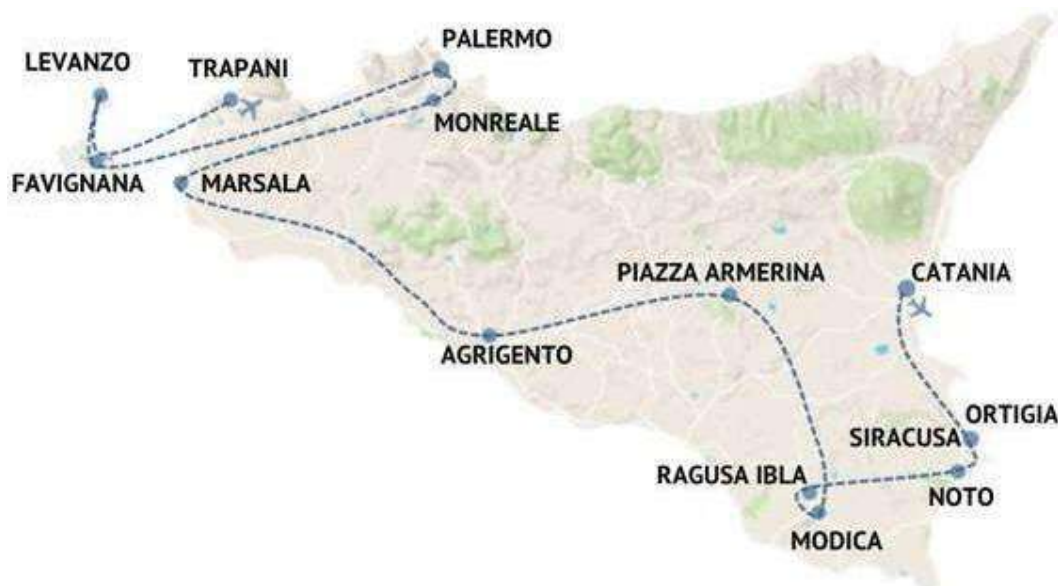 PALERMO
LEVANZO
TRAPANI
MONREALE
FAVIGNANA
MARSALA
PIAZZA ARMERINA
CATANIA
AGRIGENTO
ORTIGIA
SIRACUSA
RAGUSA IBLA
NOTO
MODICA